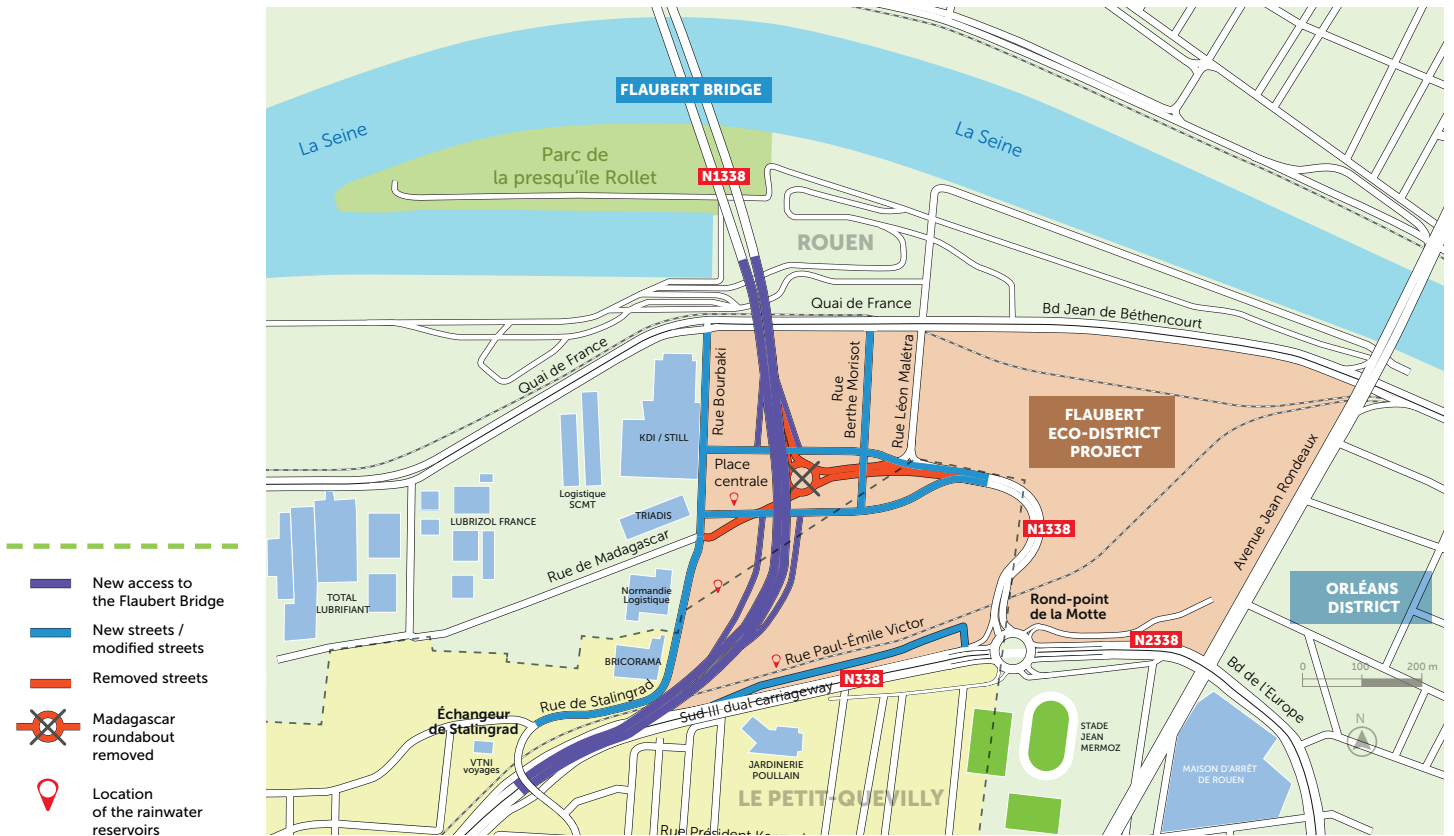 FLAUBERT BRIDGE
La Seine
La Seine
Parc de
la presqu'île Rollet
N1338
ROUEN
Quai de France
Bd Jean de Béthencourt
Quai de France
Rue Bourbaki
Rue
Berthe Morisot
Rue Léon Malétra
FLAUBERT
ECO-DISTRICT
PROJECT
KDI / STILL
Place
centrale
Logistique
SCMT
TRIADIS
LUBRIZOL FRANCE
Rue de Madagascar
N1338
Avenue Jean Rondeaux
TOTAL
LUBRIFIANT
Normandie
Logistique
ORLÉANS
DISTRICT
Rond-point
de la Motte
BRICORAMA
Rue Paul-Émile Victor
N2338
N338
Rue de Stalingrad
Sud III dual carriageway
Bd de l'Europe
0 100 200 m
N
Échangeur
de Stalingrad
VTNI
voyages
JARDINERIE
POULLAIN
STADE
JEAN
MERMOZ
MAISON D'ARRÊT
DE ROUEN
LE PETIT-QUEVILLY
New access to
the Flaubert Bridge
New streets /
modified streets
Removed streets
Madagascar
roundabout
removed
Location
of the rainwater
reservoirs
Rue Président